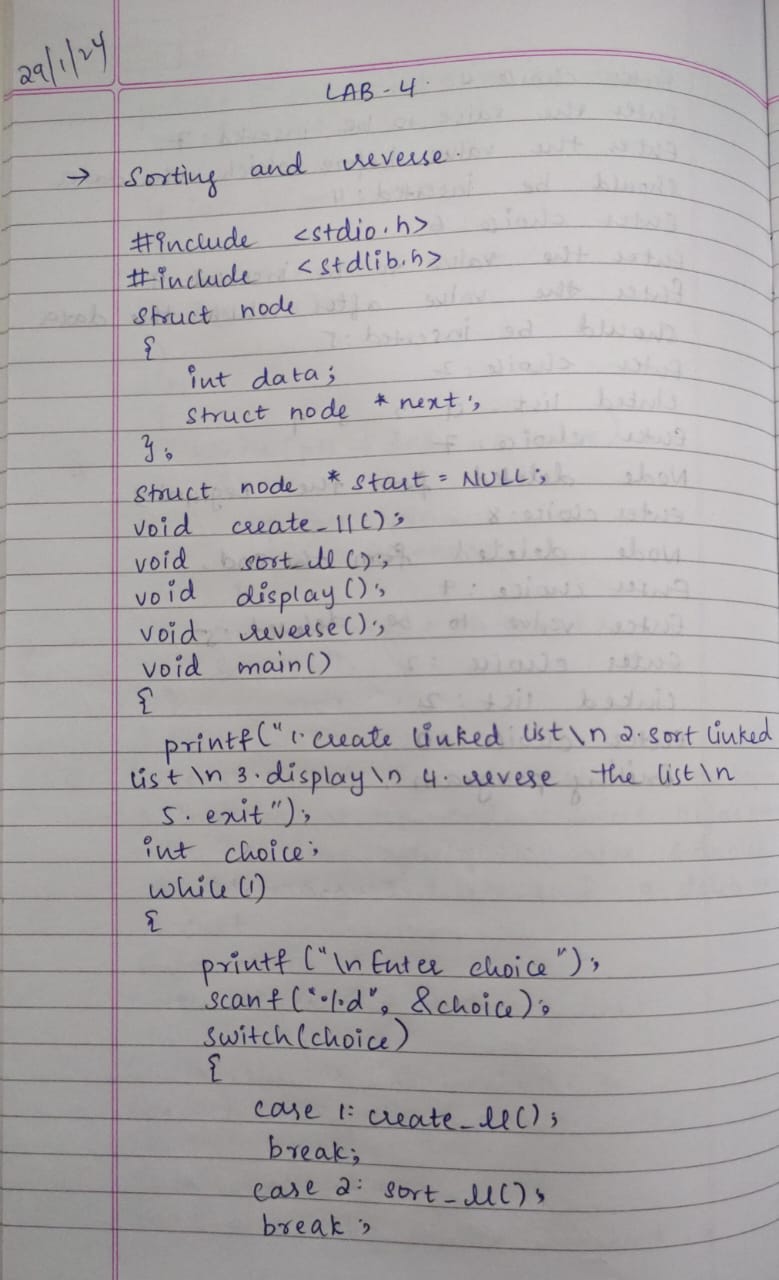 29/1/24
LAB - 4.
→ Sorting and reverse.
#include <stdio.h>
#include <stdlib.h>
struct node
{
int data;
struct node *next;
};
struct node *start = NULL;
void create_ll();
void sort_ll();
void display();
void reverse();
void main()
{
printf("1. create linked list \n 2. sort linked
list \n 3. display \n 4. revese the list \n
5. exit");
int choice;
while(1)
{
printf("\n Enter choice");
scanf("%d", &choice);
switch(choice)
{
case 1: create_ll();
break;
case 2: sort_ll();
break;